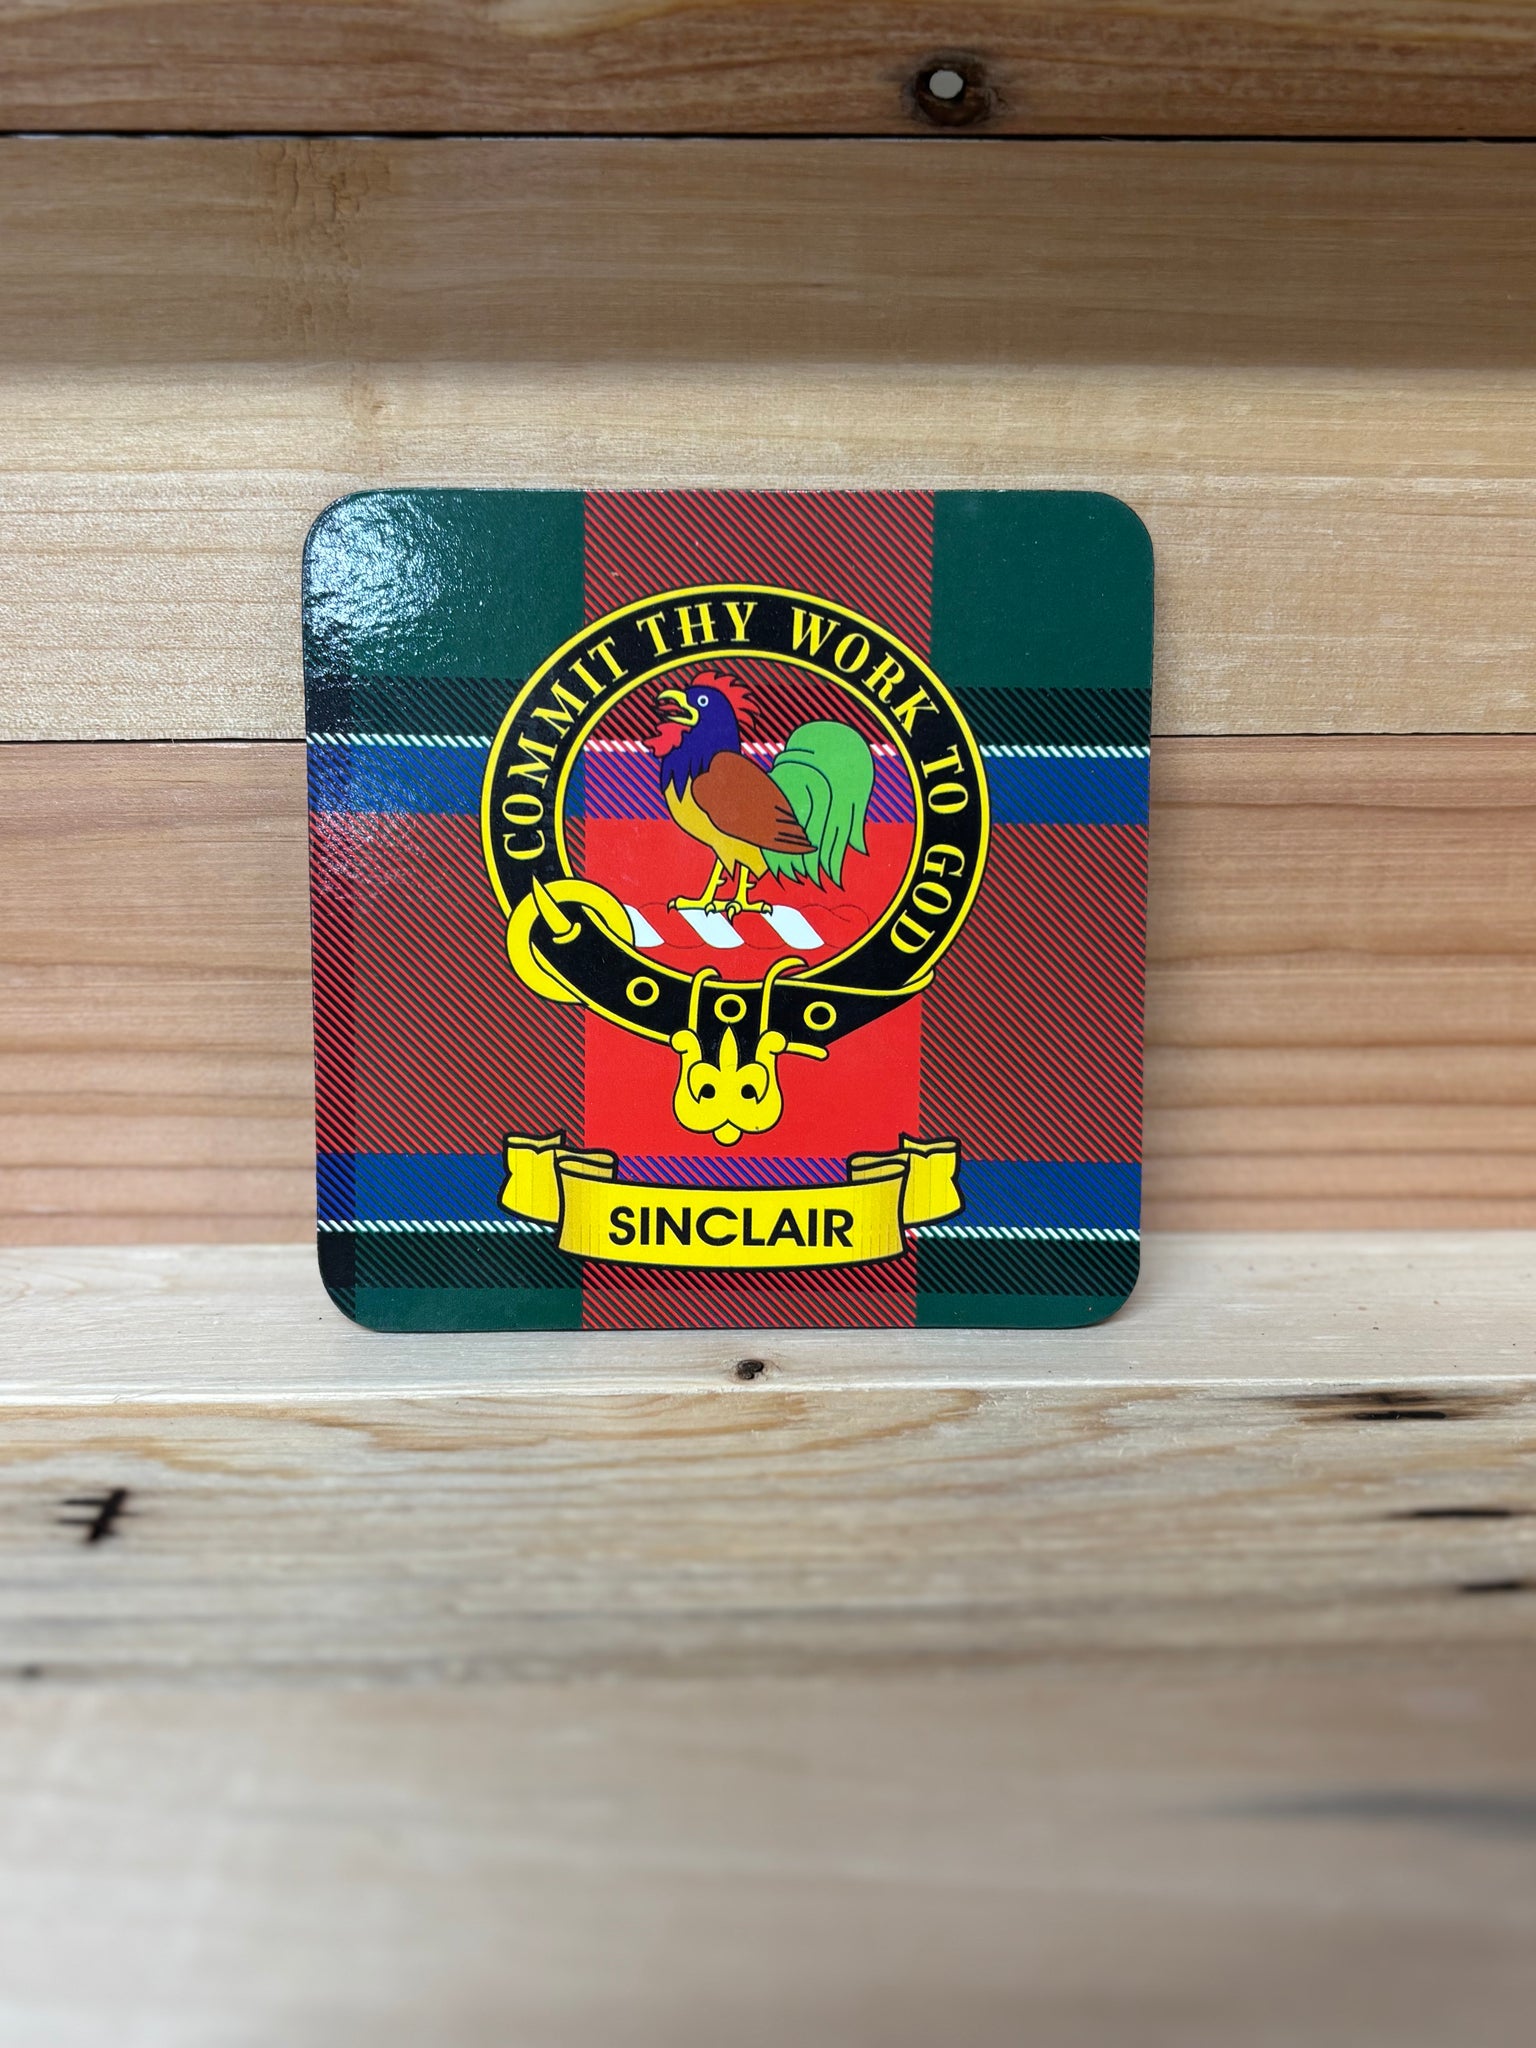 COMMIT THY WORK TO GOD
SINCLAIR